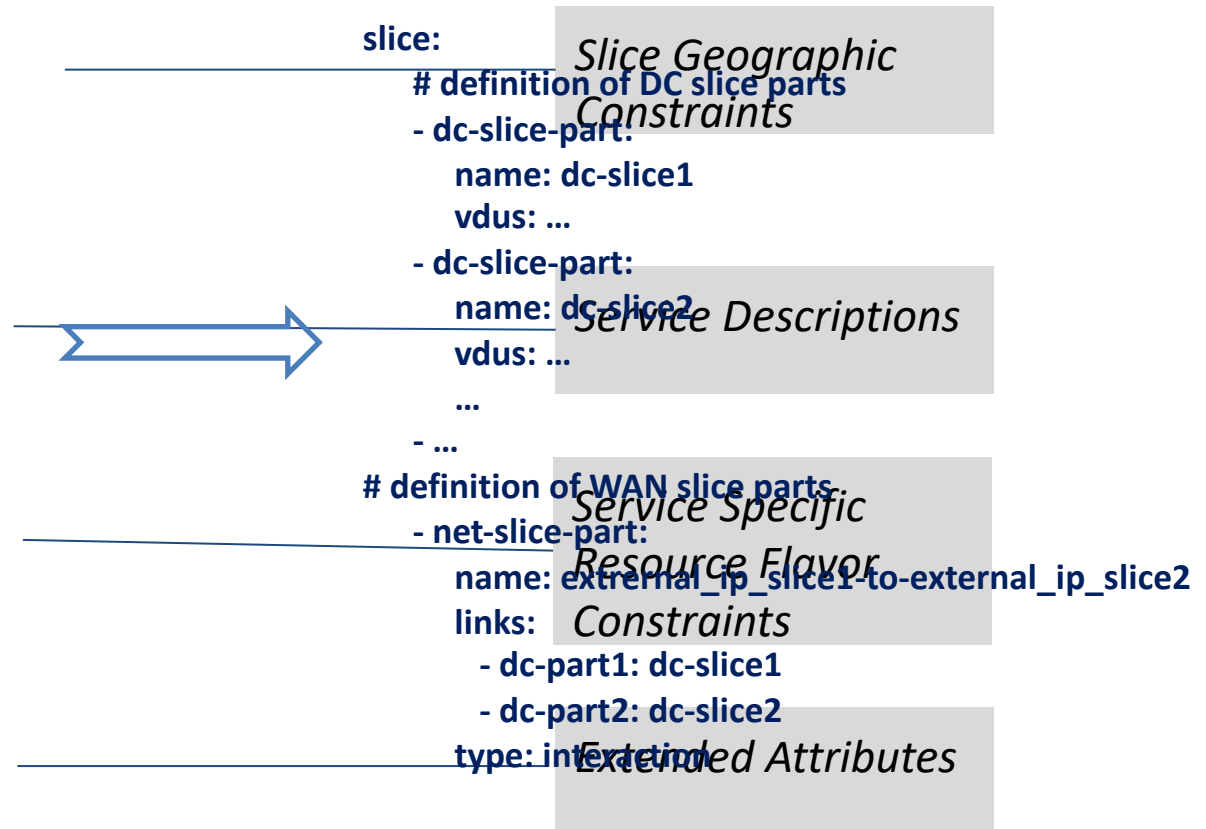 slice:
# definition of DC slice parts
- dc-slice-part:
name: dc-slice1
vdus: …
- dc-slice-part:
name: dc-slice2
vdus: …
…
- …
# definition of WAN slice parts
- net-slice-part:
name: extrernal_ip_slice1-to-external_ip_slice2
links:
- dc-part1: dc-slice1
- dc-part2: dc-slice2
type: interaction
Slice Geographic
Constraints
Service Descriptions
Service Specific
Resource Flavor
Constraints
Extended Attributes